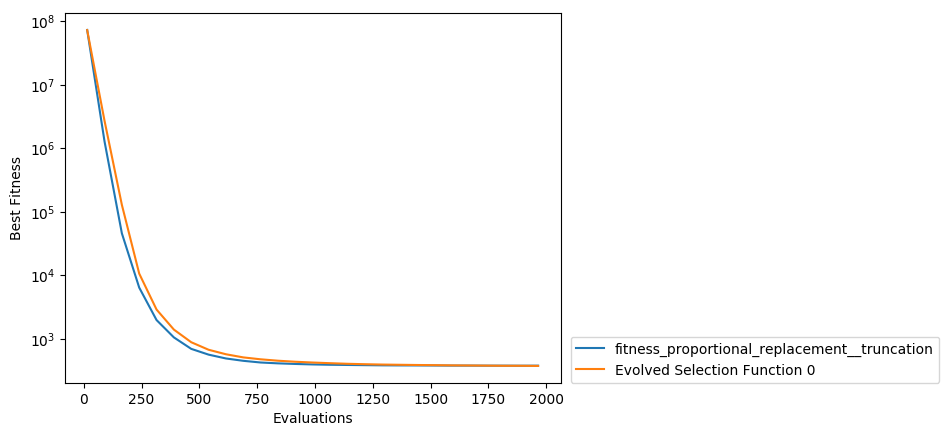 10⁸
10⁷
10⁶
10⁵
10⁴
10³
Best Fitness
0 250 500 750 1000 1250 1500 1750 2000
Evaluations
fitness_proportional_replacement__truncation
Evolved Selection Function 0